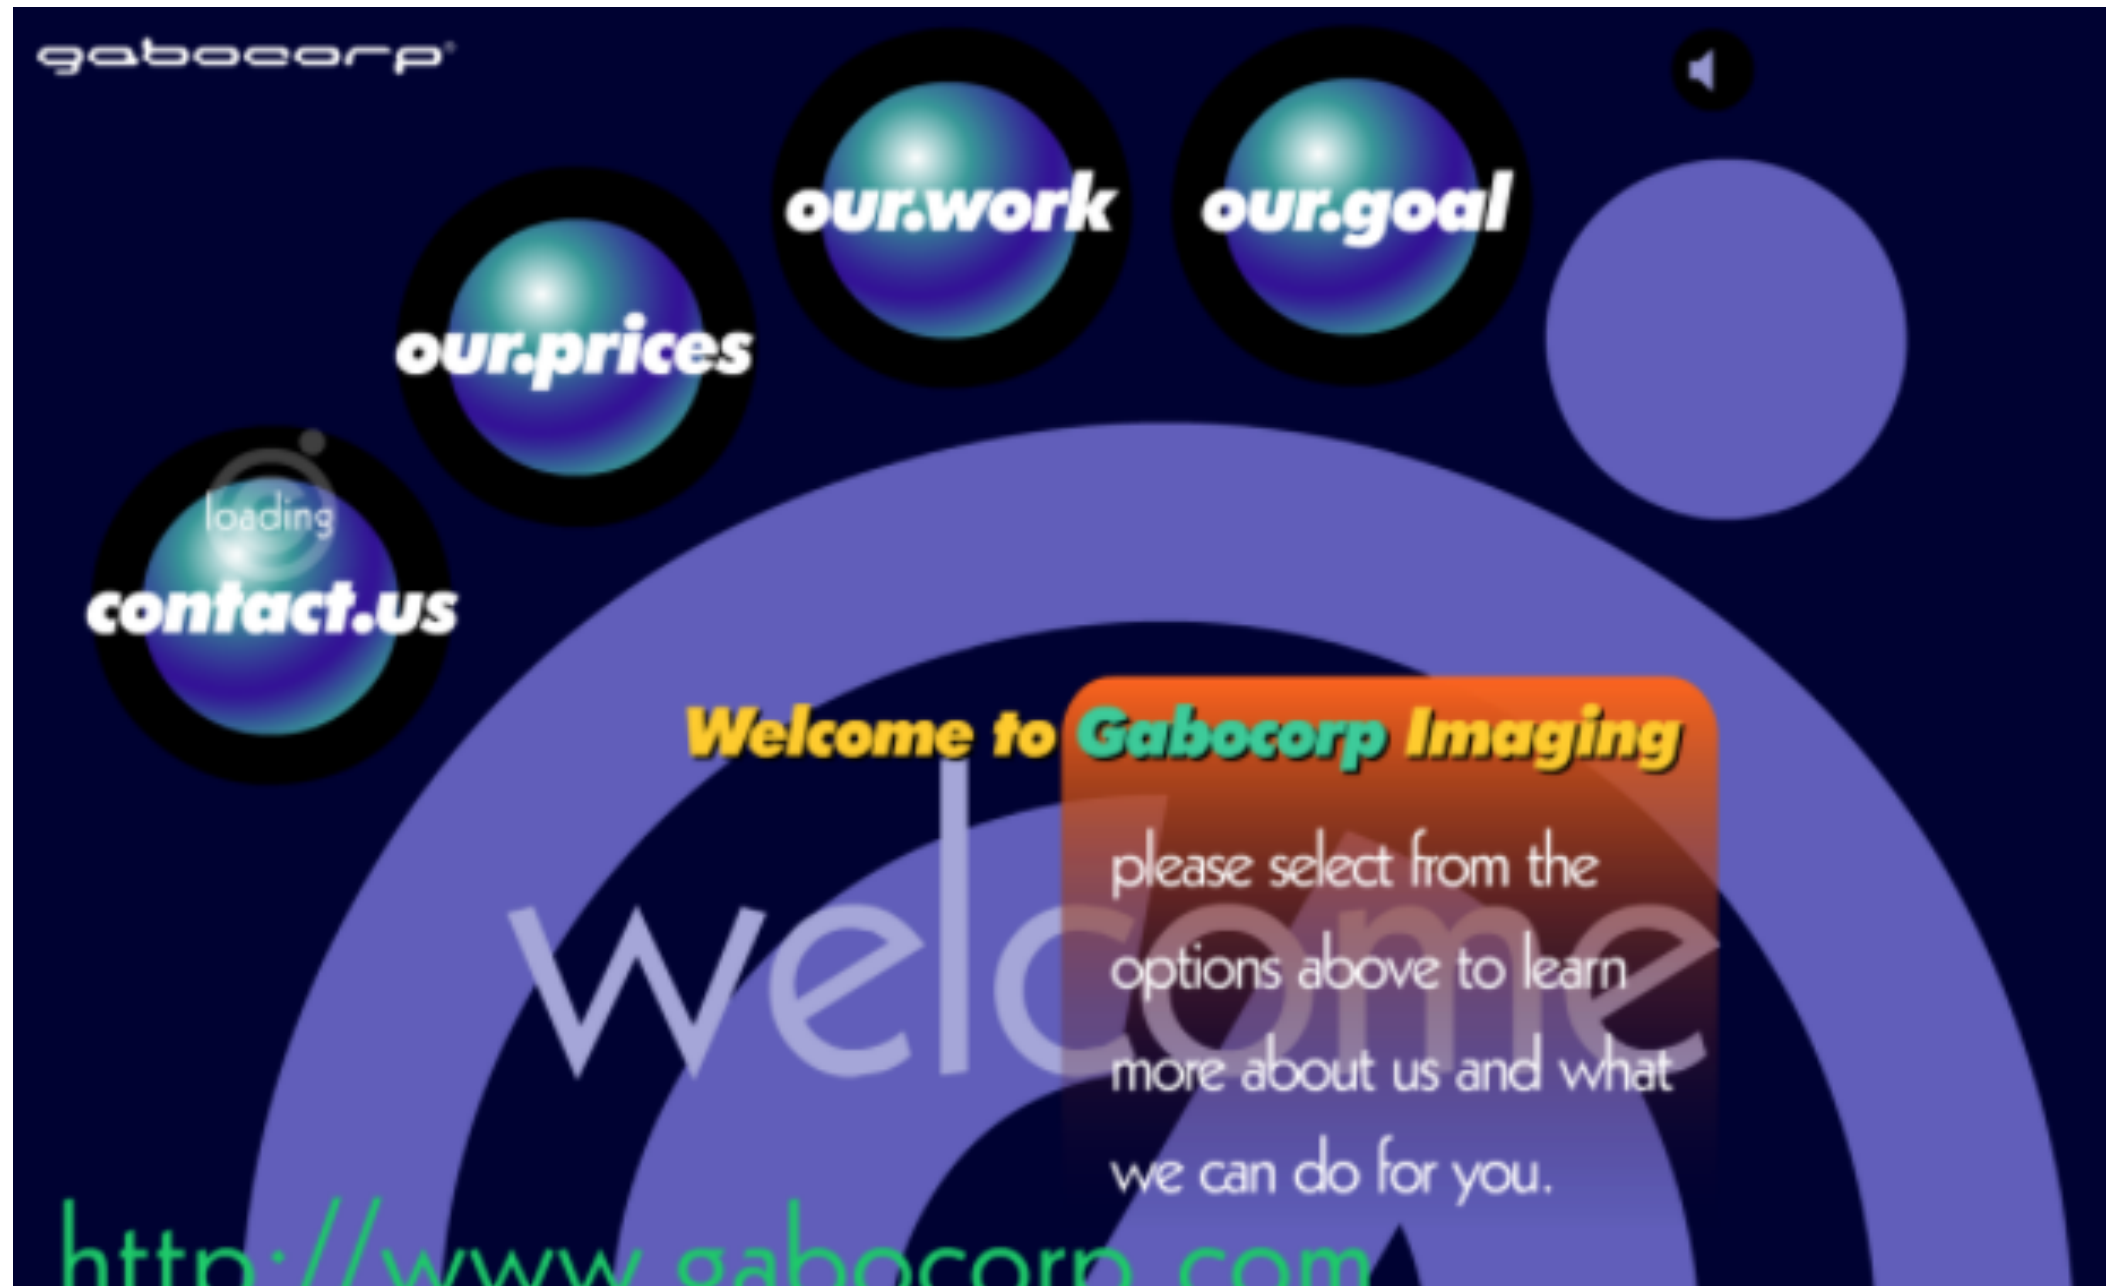 gabocorp®
our.work
our.goal
our.prices
loading
contact.us
Welcome to Gabocorp Imaging
welcome
please select from the
options above to learn
more about us and what
we can do for you.
http://www.gabocorp.com